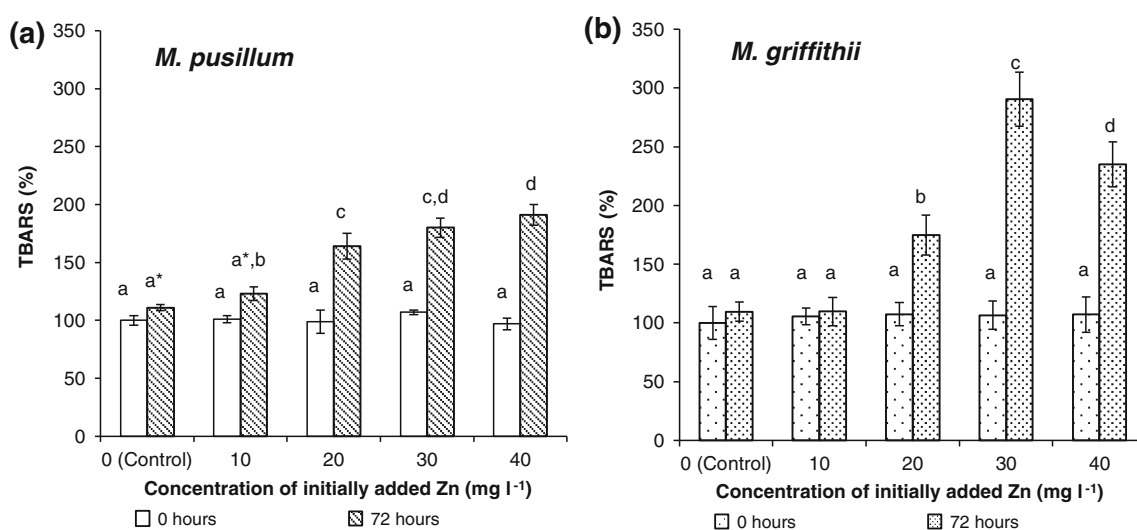 (a)
M. pusillum
TBARS (%)
350
300
250
200
150
100
50
0
a a* a a*,b a c a c,d a d
0 (Control) 10 20 30 40
Concentration of initially added Zn (mg l-1)
0 hours 72 hours
(b)
M. griffithii
TBARS (%)
350
300
250
200
150
100
50
0
a a a a a b a c a d
0 (Control) 10 20 30 40
Concentration of initially added Zn (mg l-1)
0 hours 72 hours